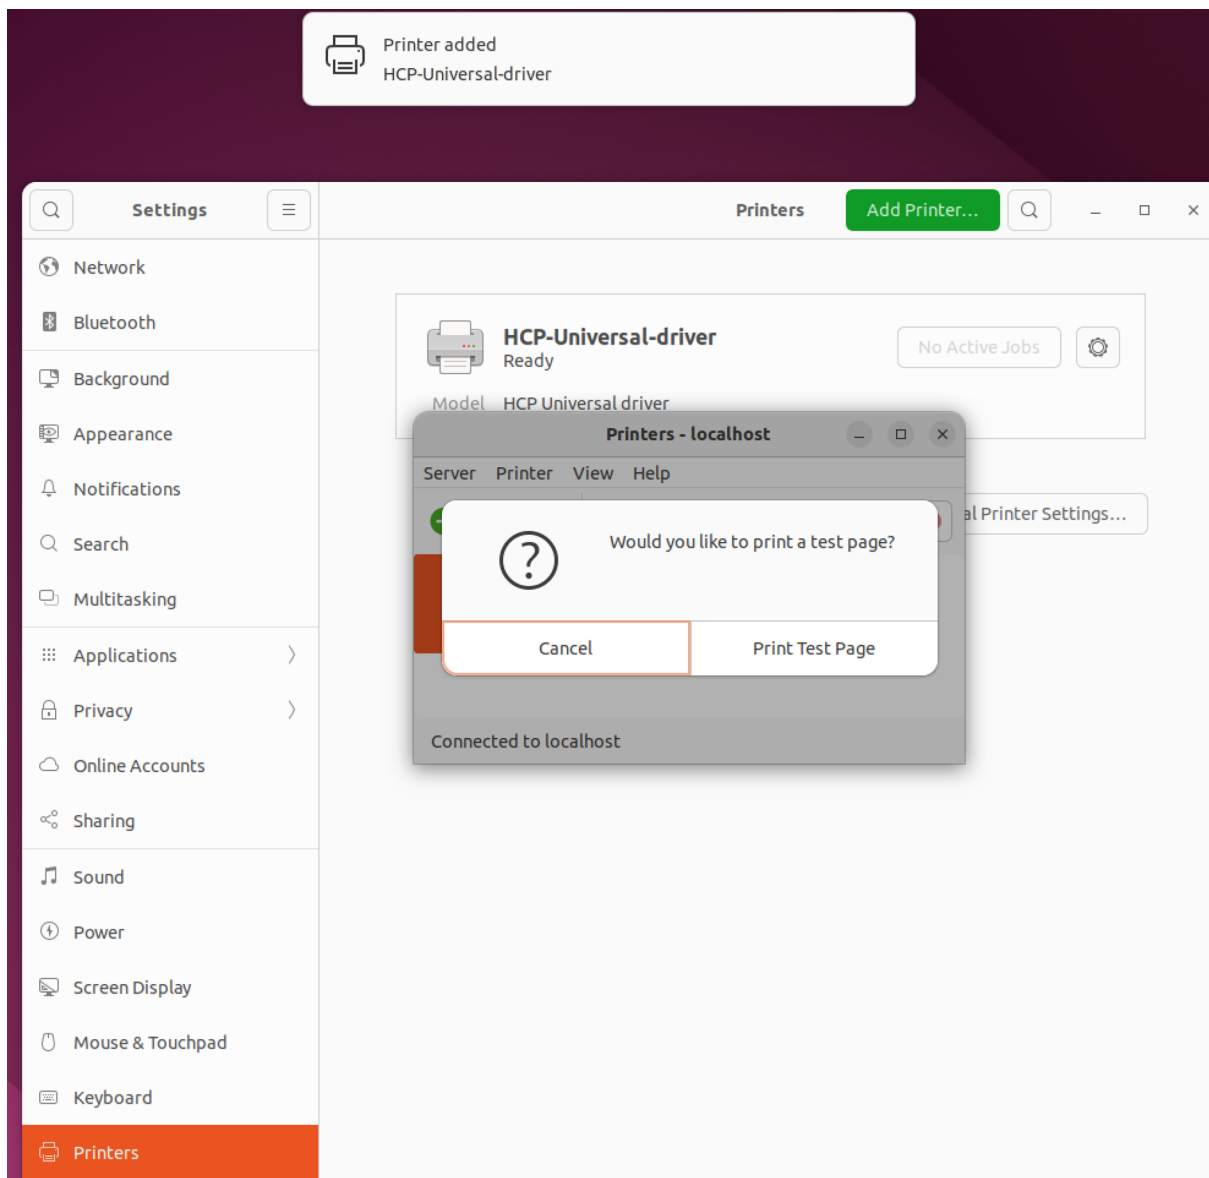 Printer added
HCP-Universal-driver
Settings
Printers
Add Printer...
Network
Bluetooth
Background
Appearance
Notifications
Search
Multitasking
Applications
Privacy
Online Accounts
Sharing
Sound
Power
Screen Display
Mouse & Touchpad
Keyboard
Printers
HCP-Universal-driver
Ready
No Active Jobs
Model HCP Universal driver
Printers - localhost
Server Printer View Help
Would you like to print a test page?
Cancel Print Test Page
Connected to localhost
Printer Settings...